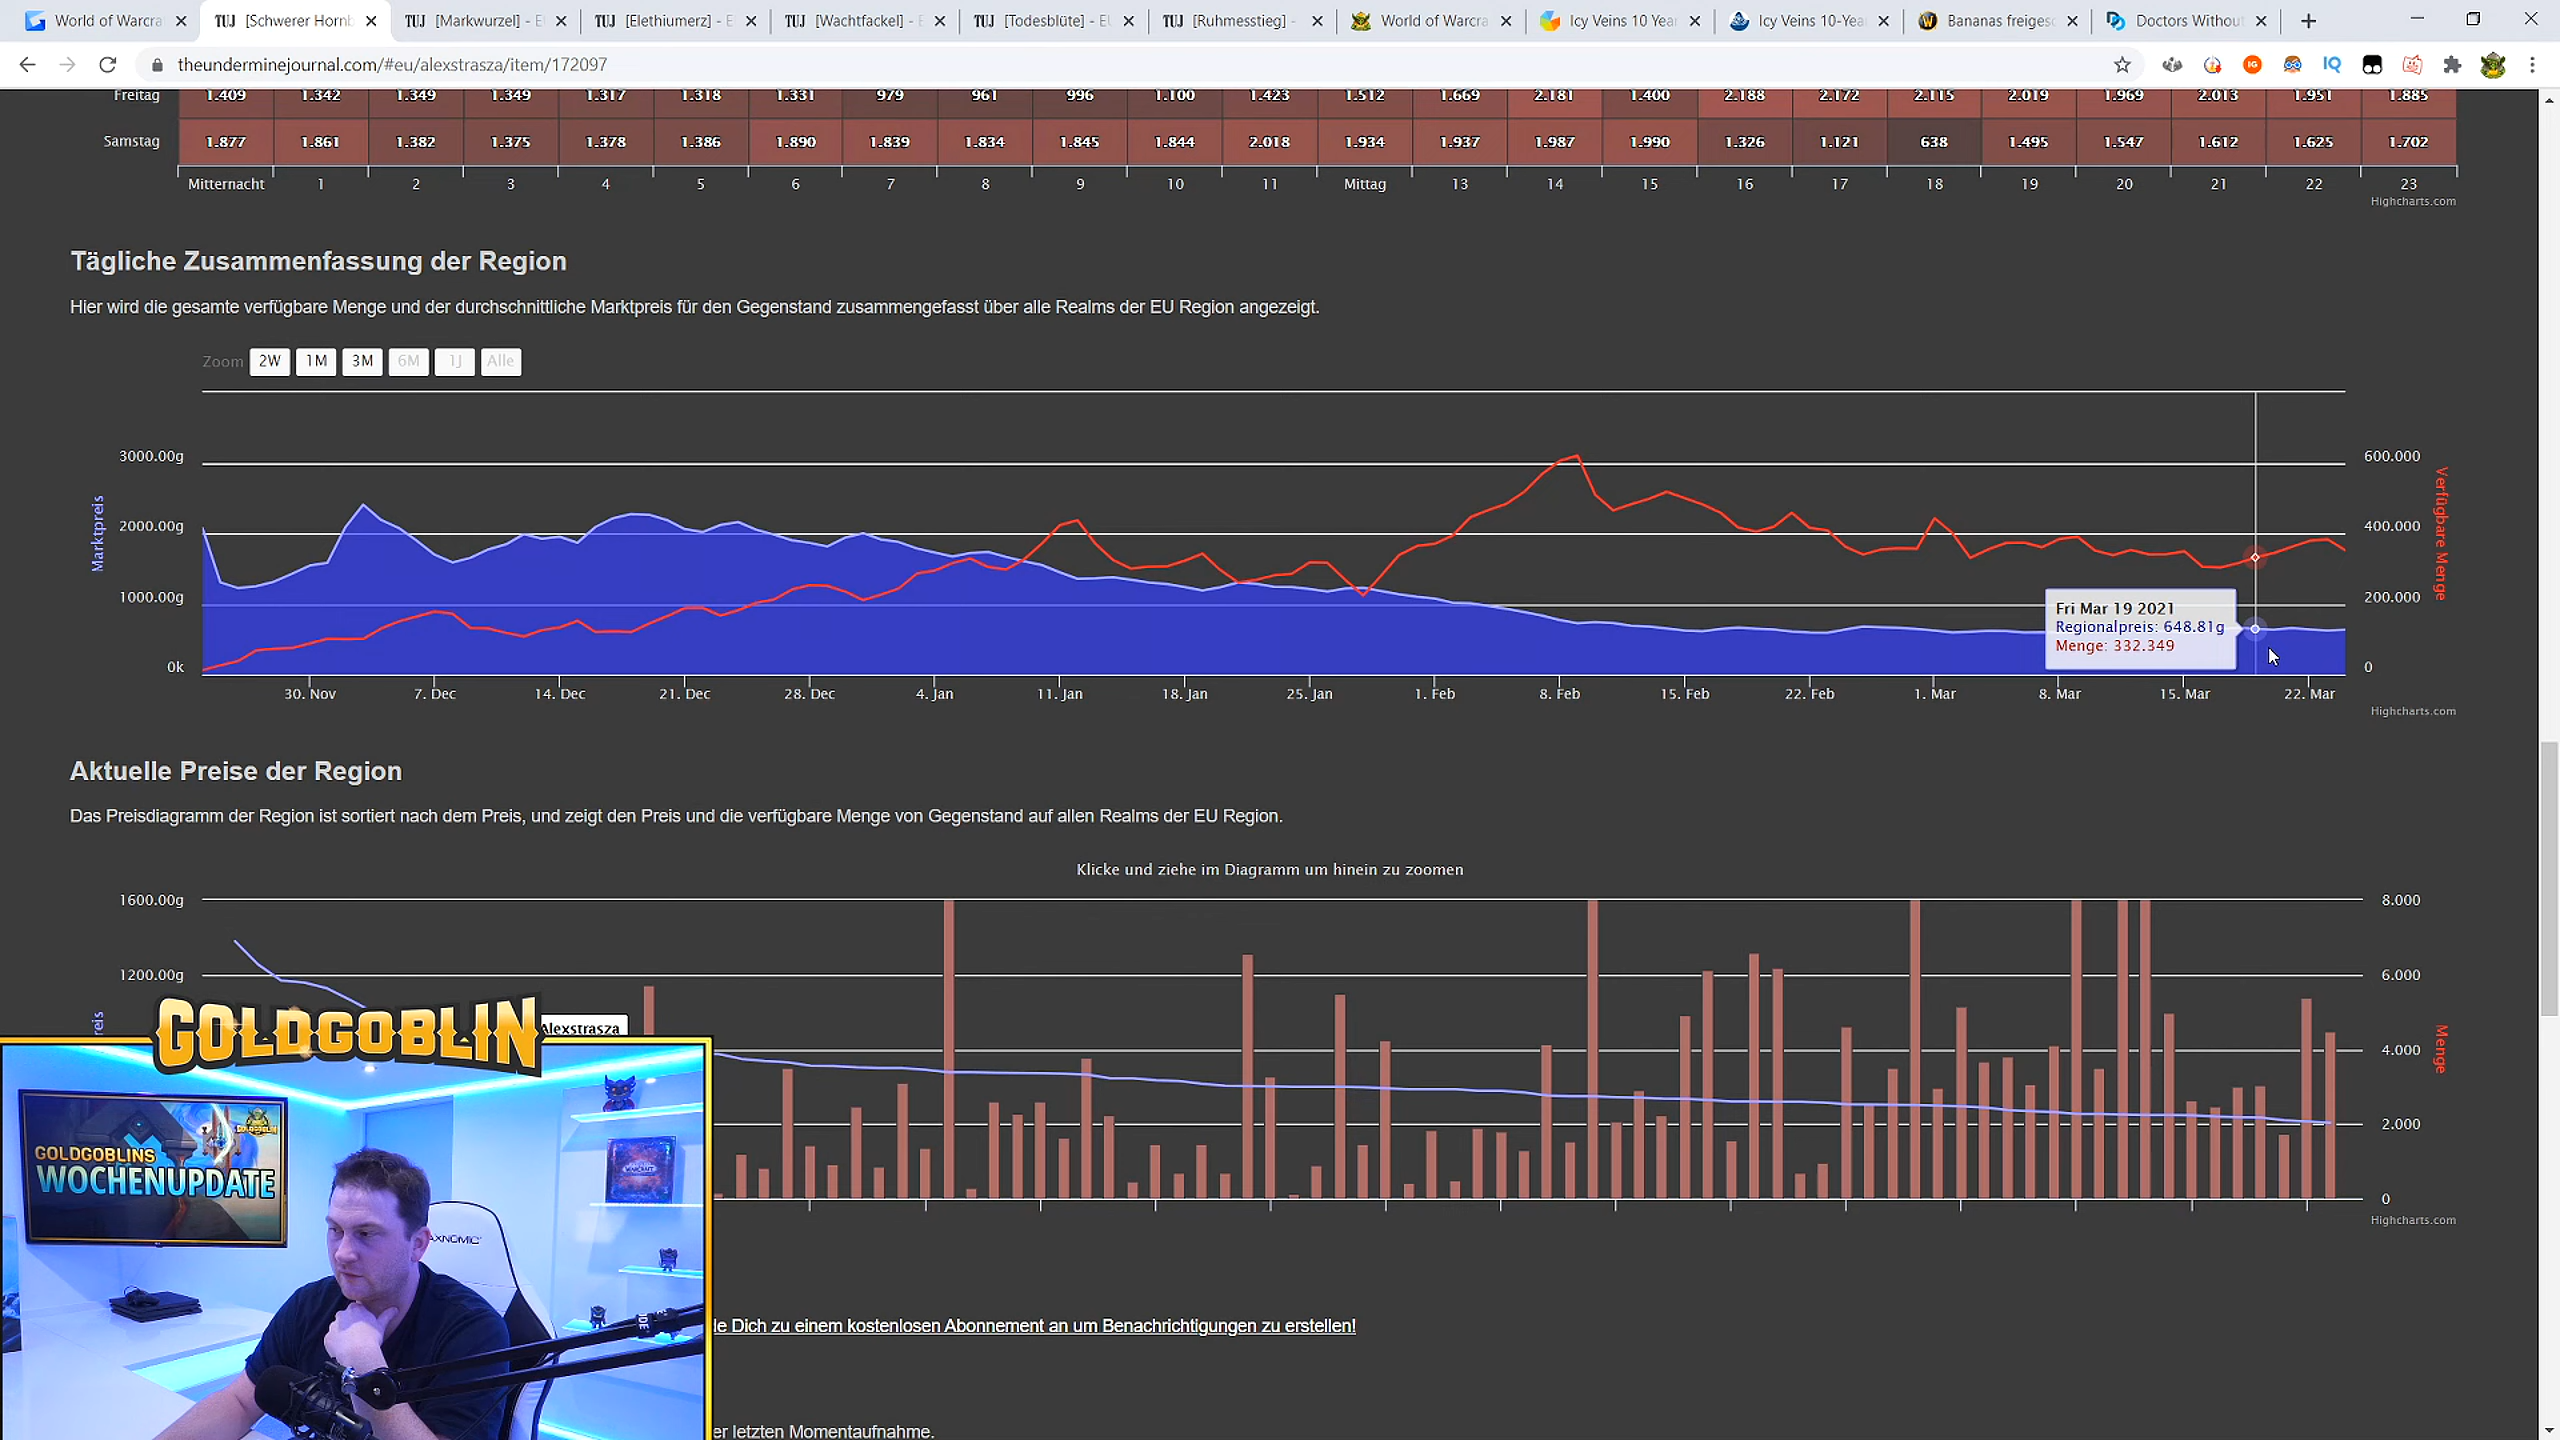 World of Warcra
TUJ [Schwerer Hornb
TUJ [Markwurzel] - E
TUJ [Elethiumerz] - E
TUJ [Wachtfackel] - E
TUJ [Todesblüte] - EU
TUJ [Ruhmesstieg] -
World of Warcra
Icy Veins 10 Year
Icy Veins 10-Yea
Bananas freigesc
Doctors Without
theunderminejournal.com/#eu/alexstrasza/item/172097
Freitag 1.409 1.342 1.349 1.349 1.317 1.318 1.331 979 961 996 1.100 1.423 1.512 1.669 2.181 1.400 2.188 2.172 2.115 2.019 1.969 2.013 1.951 1.885
Samstag 1.877 1.861 1.382 1.375 1.378 1.386 1.890 1.839 1.834 1.845 1.844 2.018 1.934 1.937 1.987 1.990 1.326 1.121 638 1.495 1.547 1.612 1.625 1.702
Mitternacht 1 2 3 4 5 6 7 8 9 10 11 Mittag 13 14 15 16 17 18 19 20 21 22 23
Highcharts.com
Tägliche Zusammenfassung der Region
Hier wird die gesamte verfügbare Menge und der durchschnittliche Marktpreis für den Gegenstand zusammengefasst über alle Realms der EU Region angezeigt.
Zoom 2W 1M 3M 6M 1J Alle
3000.00g 600.000
2000.00g 400.000
1000.00g 200.000
0k 0
Marktpreis
Verfügbare Menge
Fri Mar 19 2021
Regionalpreis: 648.81g
Menge: 332.349
30. Nov 7. Dec 14. Dec 21. Dec 28. Dec 4. Jan 11. Jan 18. Jan 25. Jan 1. Feb 8. Feb 15. Feb 22. Feb 1. Mar 8. Mar 15. Mar 22. Mar
Highcharts.com
Aktuelle Preise der Region
Das Preisdiagramm der Region ist sortiert nach dem Preis, und zeigt den Preis und die verfügbare Menge von Gegenstand auf allen Realms der EU Region.
Klicke und ziehe im Diagramm um hinein zu zoomen
1600.00g 8.000
1200.00g 6.000
reis
Alexstrasza
4.000
Menge
2.000
0
Highcharts.com
GOLDGOBLIN
GOLDGOBLIN
GOLDGOBLINS
WOCHENUPDATE
AXNOMIC
le Dich zu einem kostenlosen Abonnement an um Benachrichtigungen zu erstellen!
er letzten Momentaufnahme.